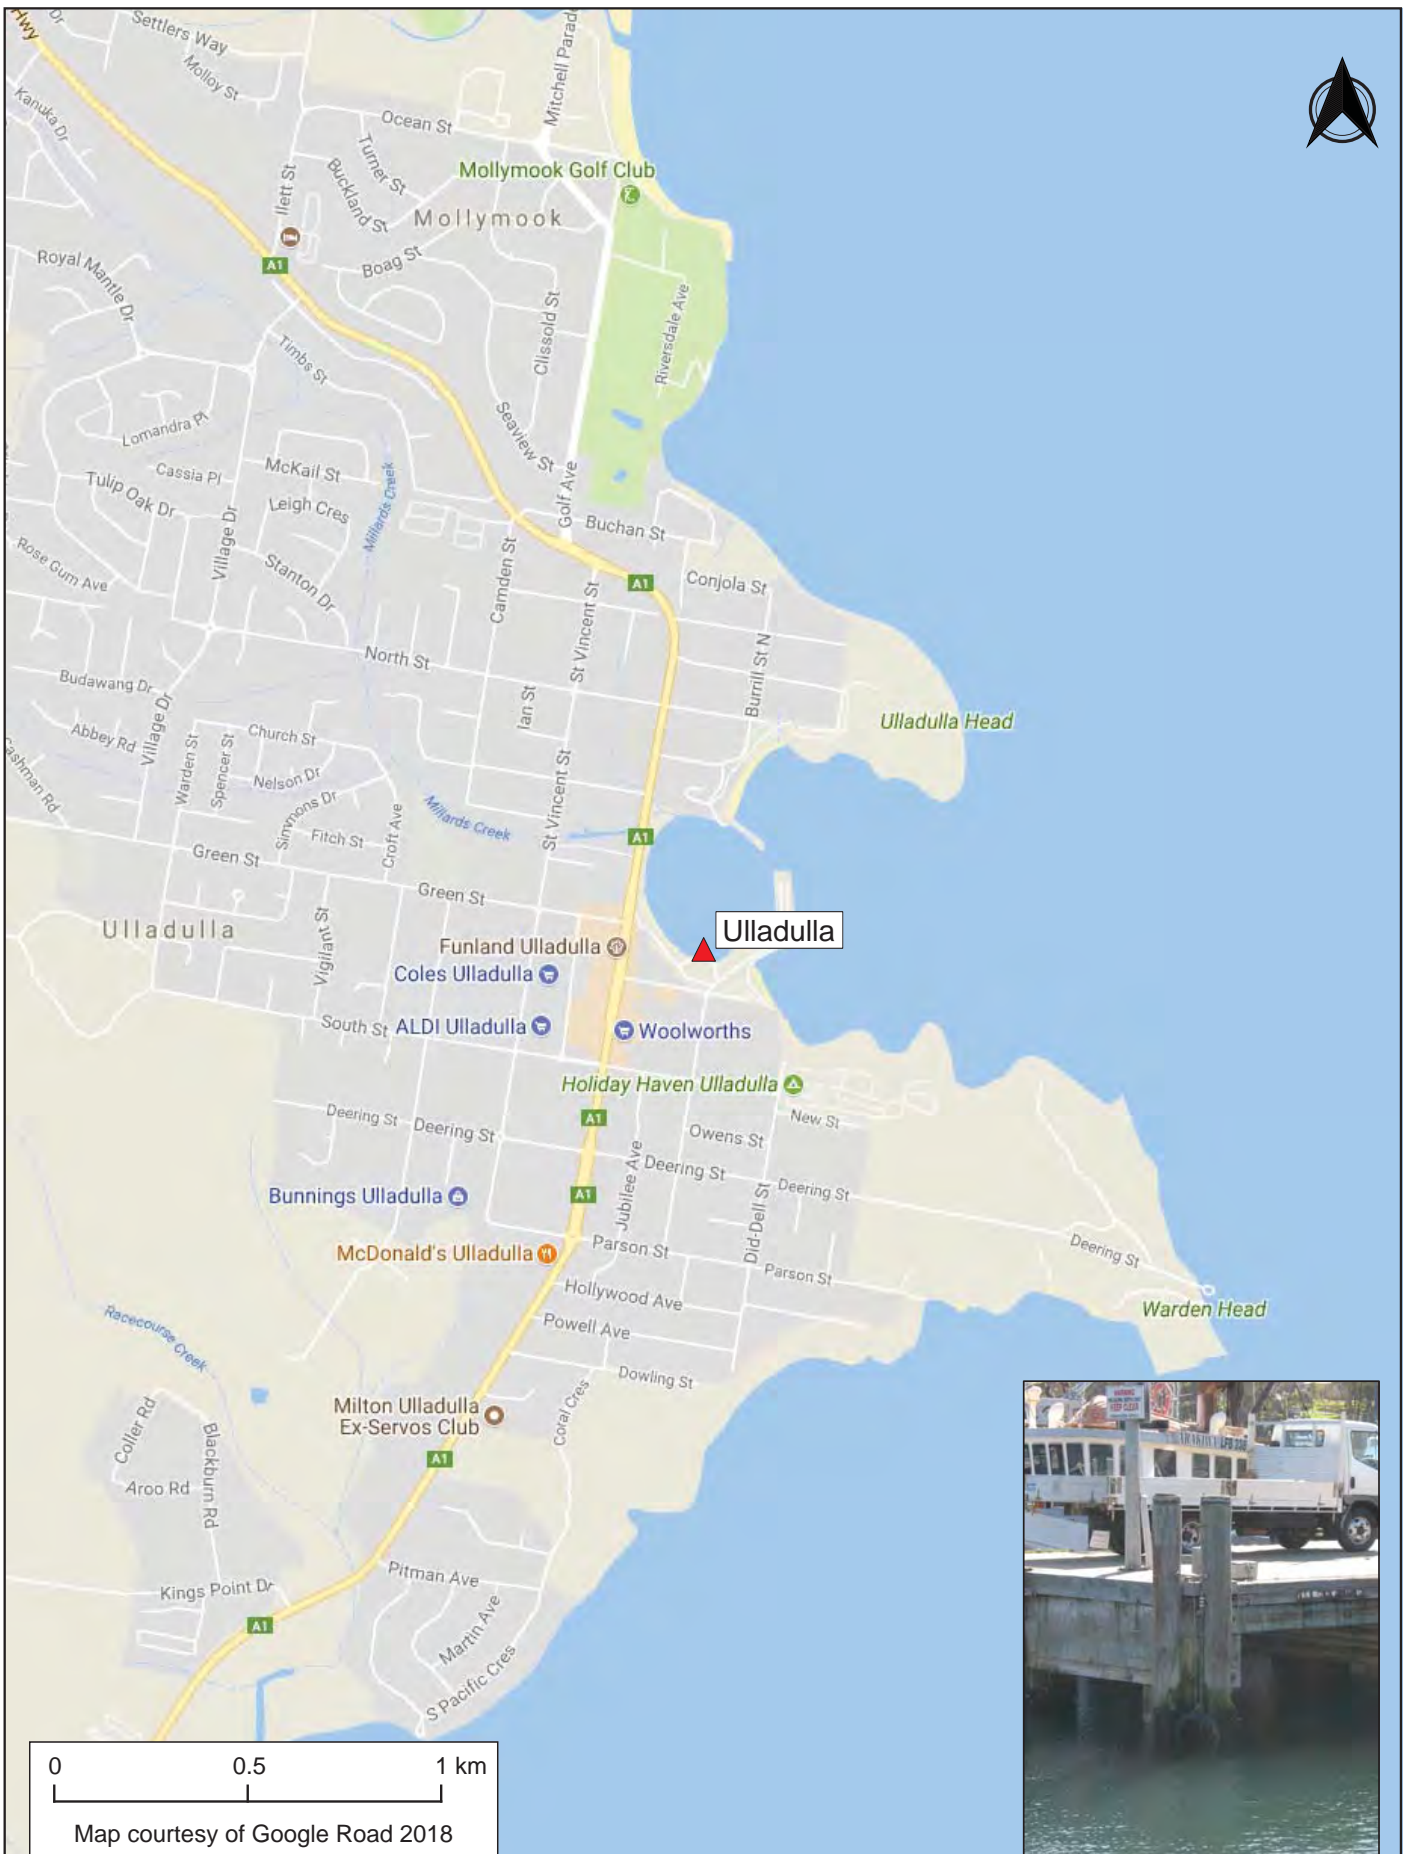 Hwy
Dr
Settlers Way
Molloy St
Kanuka Dr
Ocean St
Mitchell Parad
Turner St
Buckland St
Ilett St
Mollymook Golf Club
Mollymook
A1
Boag St
Royal Mantle Dr
Clissold St
Riversdale Ave
Timbs St
Seaview St
Lomandra Pl
Cassia Pl
McKail St
Tulip Oak Dr
Leigh Cres
Millards Creek
Golf Ave
Buchan St
Village Dr
Rose Gum Ave
Stanton Dr
Camden St
St Vincent St
A1
Conjola St
North St
Burrill St N
Budawang Dr
Ian St
Ulladulla Head
Abbey Rd
Village Dr
Church St
Warden St
Spencer St
Nelson Dr
Cashman Rd
Simmons Dr
Fitch St
Croft Ave
Millards Creek
St Vincent St
A1
Green St
Green St
Ulladulla
Vigilant St
Funland Ulladulla
Ulladulla
Coles Ulladulla
South St
ALDI Ulladulla
Woolworths
Holiday Haven Ulladulla
A1
New St
Deering St
Deering St
Owens St
Jubilee Ave
Deering St
Deering St
Bunnings Ulladulla
A1
Did-Dell St
McDonald's Ulladulla
Parson St
Deering St
Parson St
Hollywood Ave
Warden Head
Racecourse Creek
Powell Ave
Dowling St
Milton Ulladulla
Ex-Servos Club
Coral Cres
Coller Rd
Blackburn Rd
A1
Aroo Rd
Pitman Ave
Kings Point Dr
Martin Ave
A1
S Pacific Cres
WARNING
KEEP CLEAR
LFB
0 0.5 1 km
Map courtesy of Google Road 2018